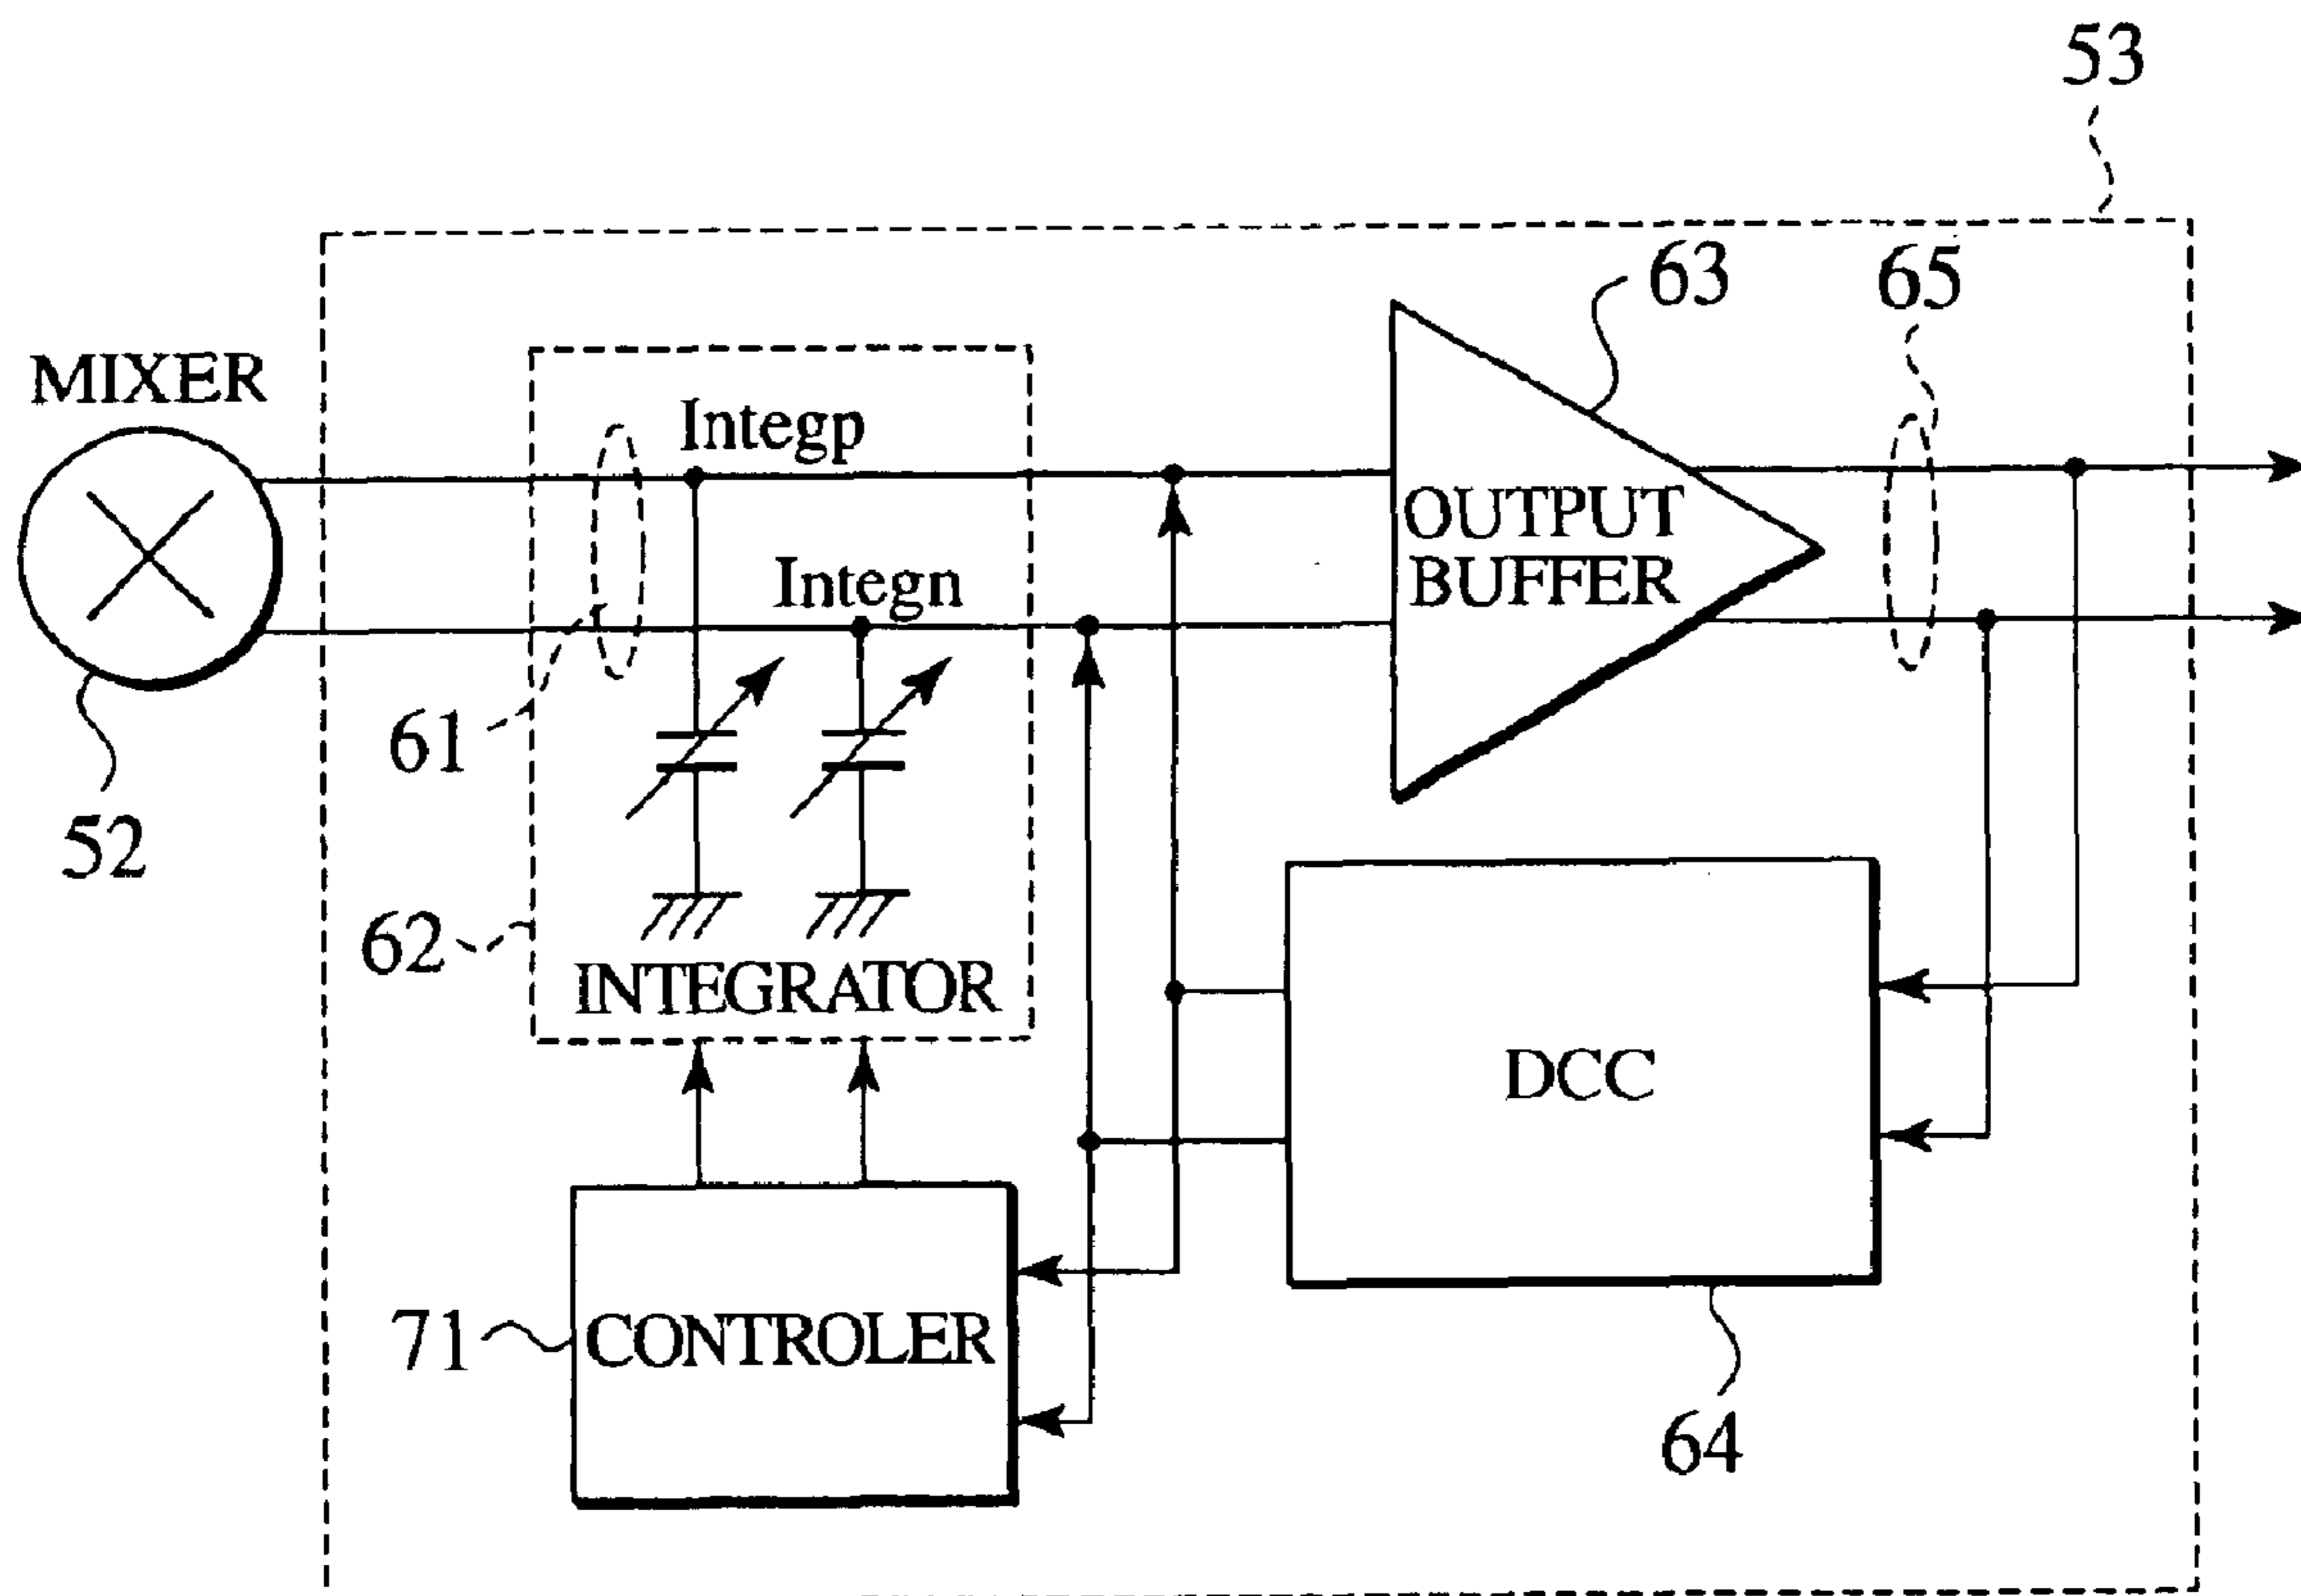 53
63
65
MIXER
Integp
OUTPUT
BUFFER
Integn
61
52
62
INTEGRATOR
DCC
71
CONTROLER
64